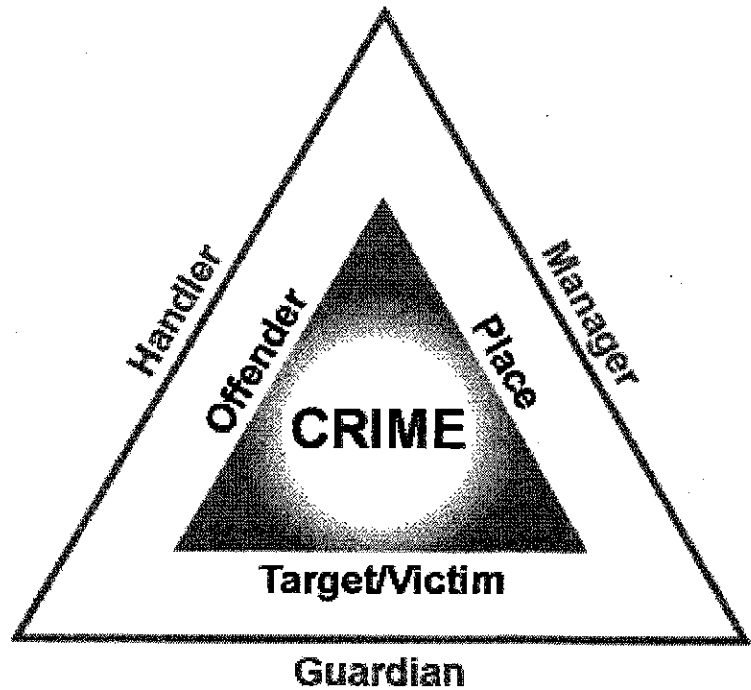 Handler
Manager
Offender
Place
CRIME
Target/Victim
Guardian